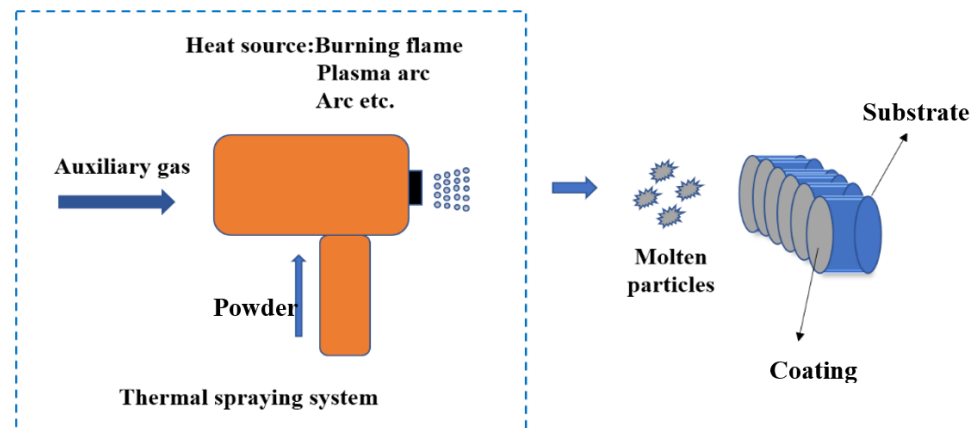 Heat source:Burning flame
Plasma arc
Arc etc.
Auxiliary gas
Powder
Thermal spraying system
Molten
particles
Substrate
Coating